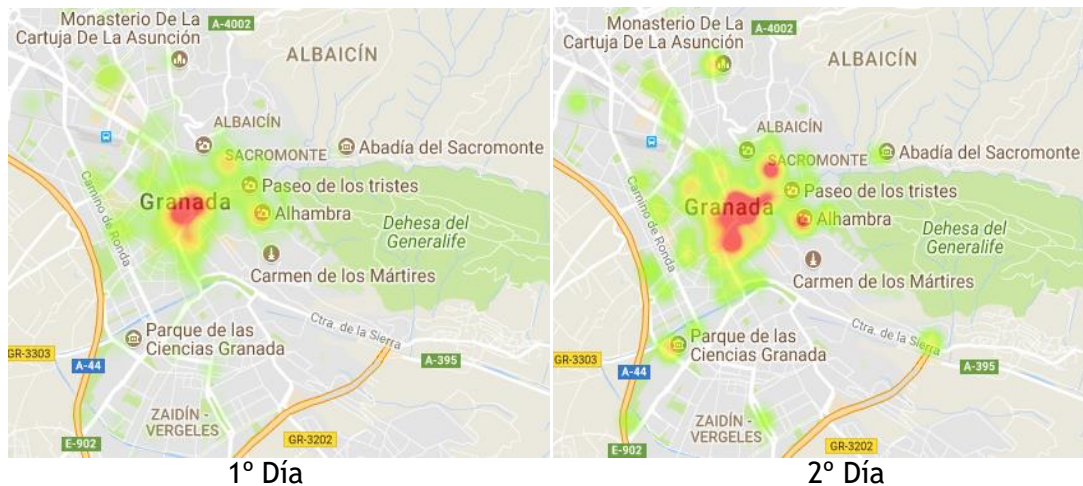 Monasterio De La
Cartuja De La Asunción
A-4002
ALBAICÍN
ALBAICÍN
SACROMONTE
Abadía del Sacromonte
Paseo de los tristes
Granada
Alhambra
Dehesa del
Generalife
Camino de Ronda
Carmen de los Mártires
Ctra. de la Sierra
Parque de las
Ciencias Granada
GR-3303
A-44
A-395
ZAIDÍN -
VERGELES
E-902
GR-3202
1º Día
Monasterio De La
Cartuja De La Asunción
A-4002
ALBAICÍN
ALBAICÍN
SACROMONTE
Abadía del Sacromonte
Paseo de los tristes
Granada
Alhambra
Dehesa del
Generalife
Camino de Ronda
Carmen de los Mártires
Ctra. de la Sierra
Parque de las
Ciencias Granada
GR-3303
A-44
A-395
ZAIDÍN -
VERGELES
E-902
GR-3202
2º Día